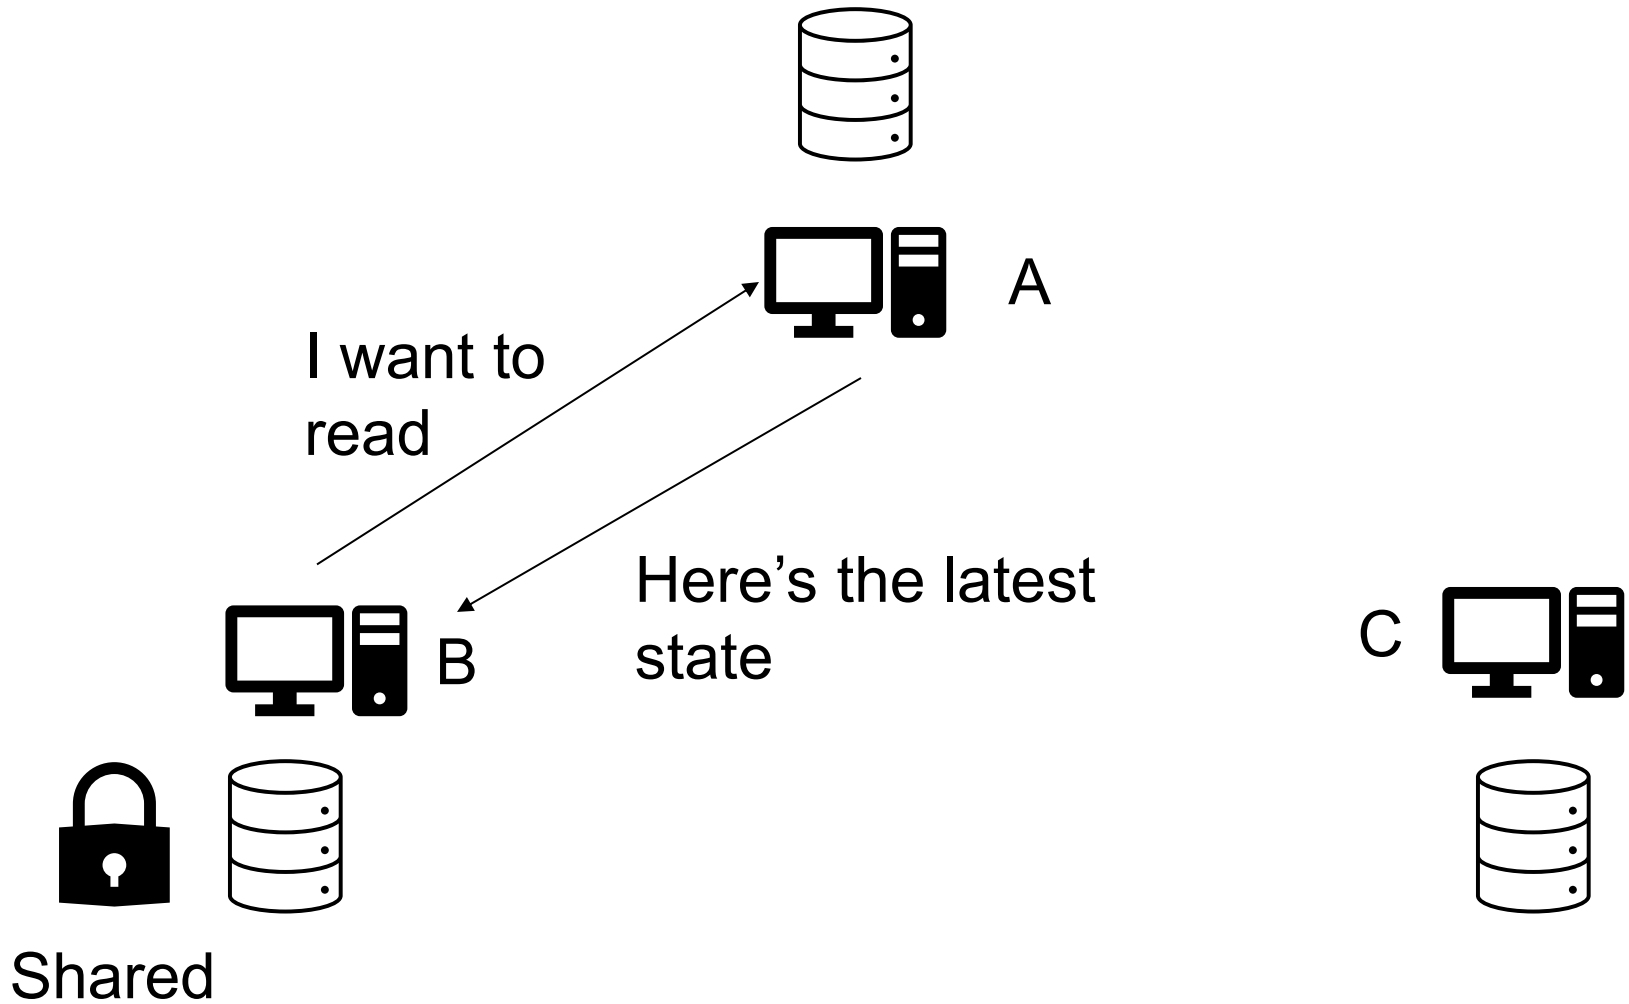 A
I want to
read
Here’s the latest
state
B
C
Shared